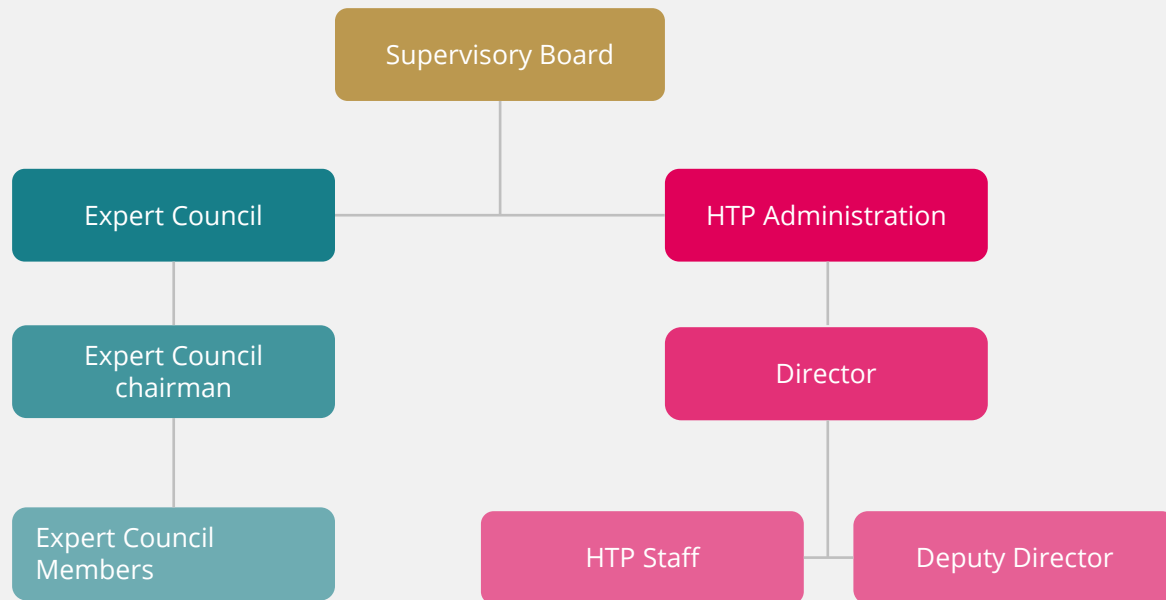 Supervisory Board
Expert Council
HTP Administration
Expert Council
chairman
Director
Expert Council
Members
HTP Staff
Deputy Director